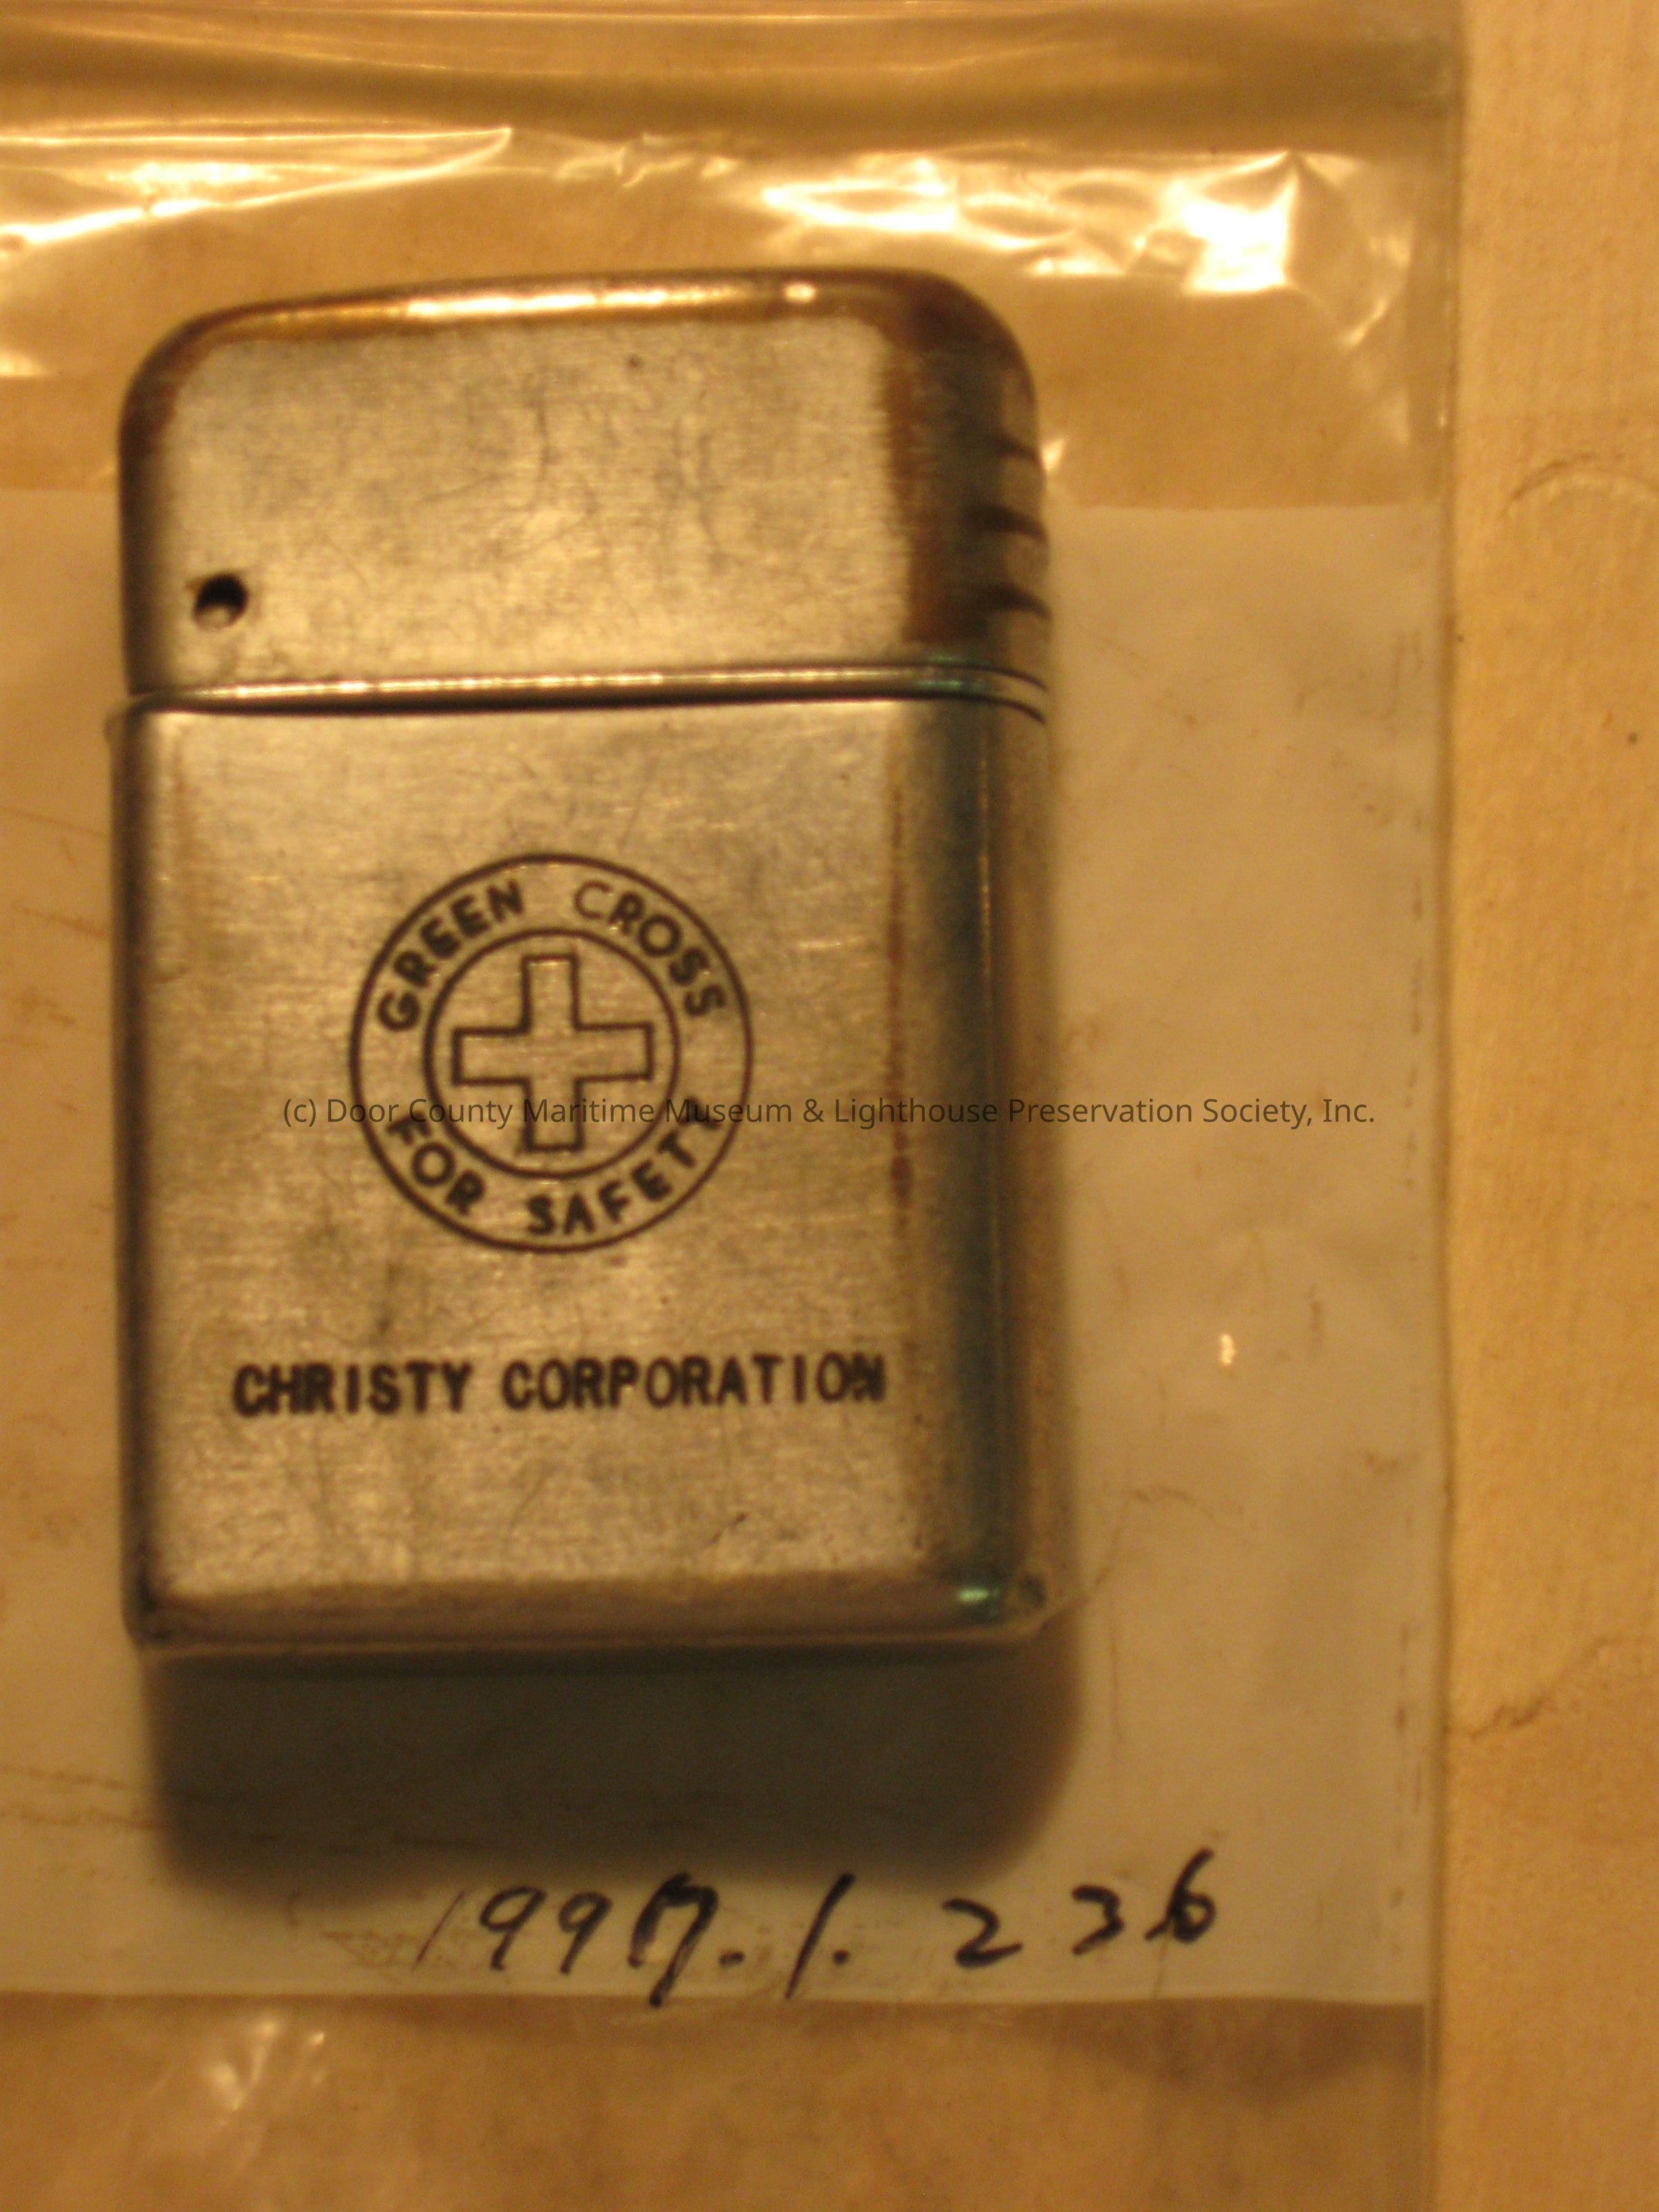 GREEN CROSS
FOR SAFETY
(c) Door County Maritime Museum & Lighthouse Preservation Society, Inc.
CHRISTY CORPORATION
1997.1.236